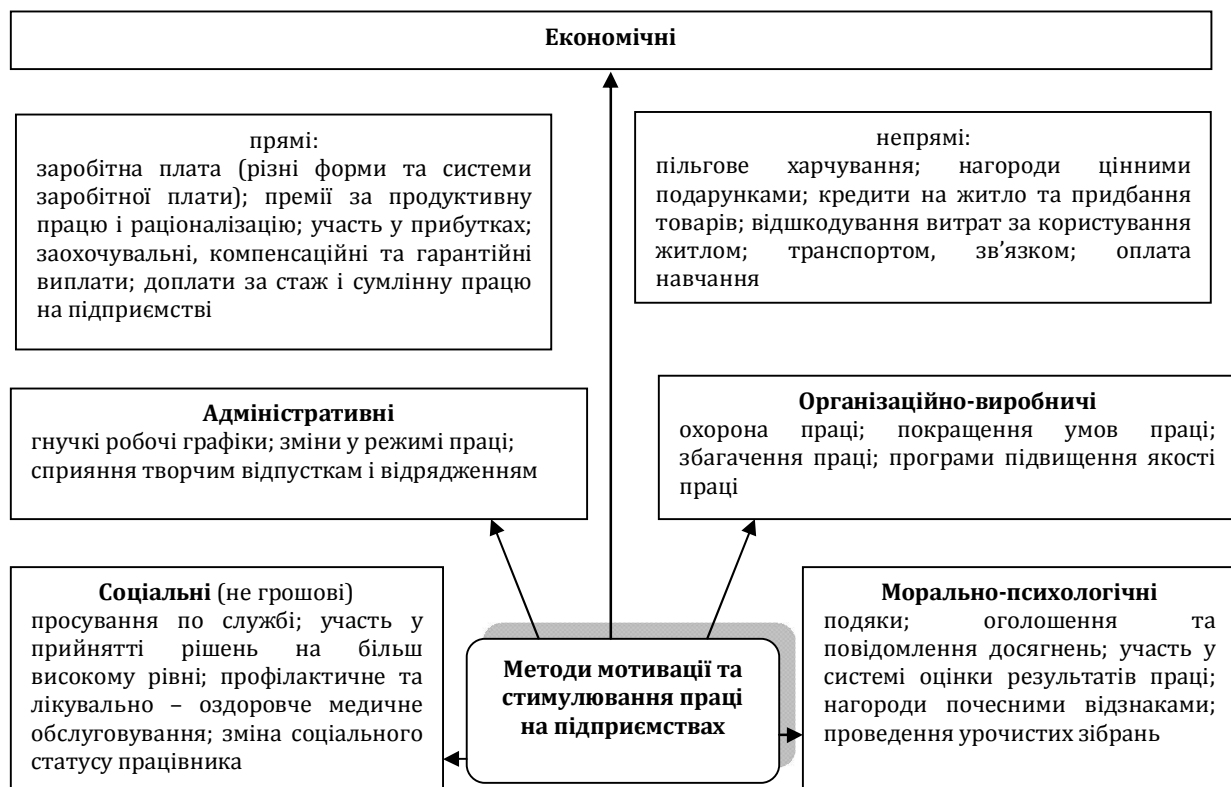 Економічні
прямі:
заробітна плата (різні форми та системи
заробітної плати); премії за продуктивну
працю і раціоналізацію; участь у прибутках;
заохочувальні, компенсаційні та гарантійні
виплати; доплати за стаж і сумлінну працю
на підприємстві
непрямі:
пільгове харчування; нагороди цінними
подарунками; кредити на житло та придбання
товарів; відшкодування витрат за користування
житлом; транспортом, зв’язком; оплата
навчання
Адміністративні
гнучкі робочі графіки; зміни у режимі праці;
сприяння творчим відпусткам і відрядженням
Організаційно-виробничі
охорона праці; покращення умов праці;
збагачення праці; програми підвищення якості
праці
Соціальні (не грошові)
просування по службі; участь у
прийнятті рішень на більш
високому рівні; профілактичне та
лікувально – оздоровче медичне
обслуговування; зміна соціального
статусу працівника
Методи мотивації та
стимулювання праці
на підприємствах
Морально-психологічні
подяки; оголошення та
повідомлення досягнень; участь у
системі оцінки результатів праці;
нагороди почесними відзнаками;
проведення урочистих зібрань